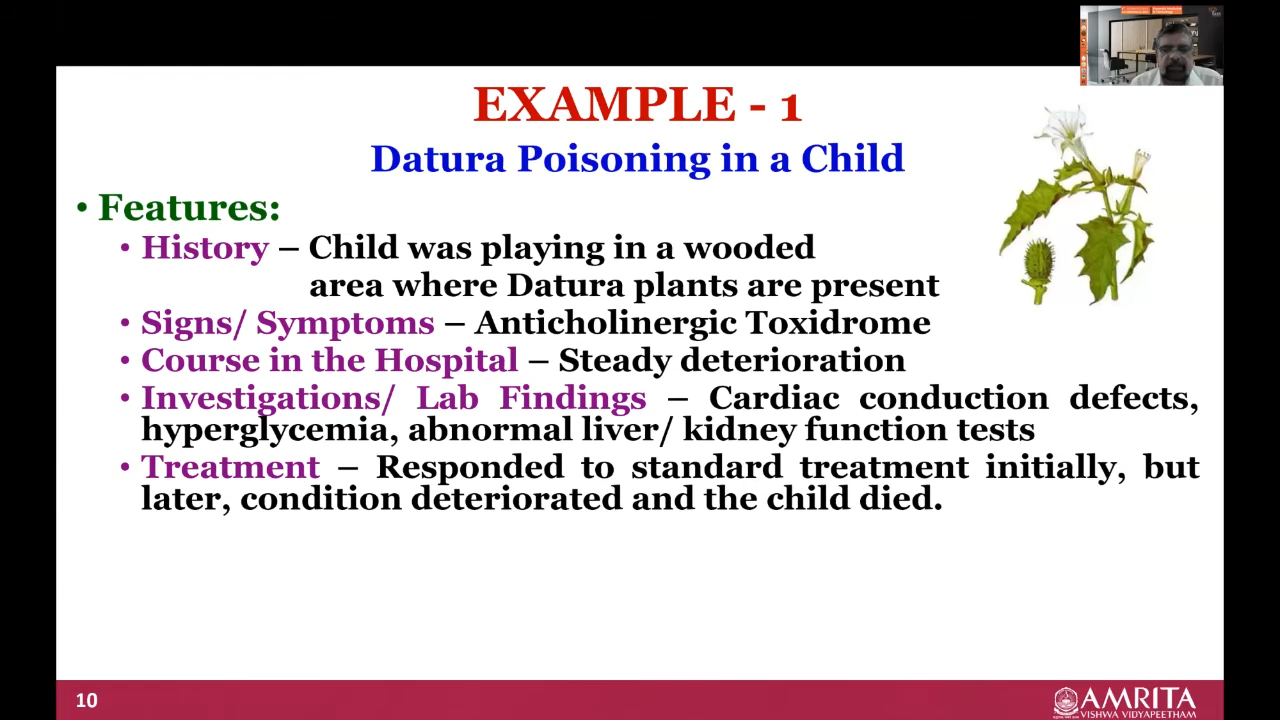 EXAMPLE - 1
Datura Poisoning in a Child
• Features:
• History – Child was playing in a wooded
area where Datura plants are present
• Signs/ Symptoms – Anticholinergic Toxidrome
• Course in the Hospital – Steady deterioration
• Investigations/ Lab Findings – Cardiac conduction defects,
hyperglycemia, abnormal liver/ kidney function tests
• Treatment – Responded to standard treatment initially, but
later, condition deteriorated and the child died.
10
AMRITA
VISHWA VIDYAPEETHAM